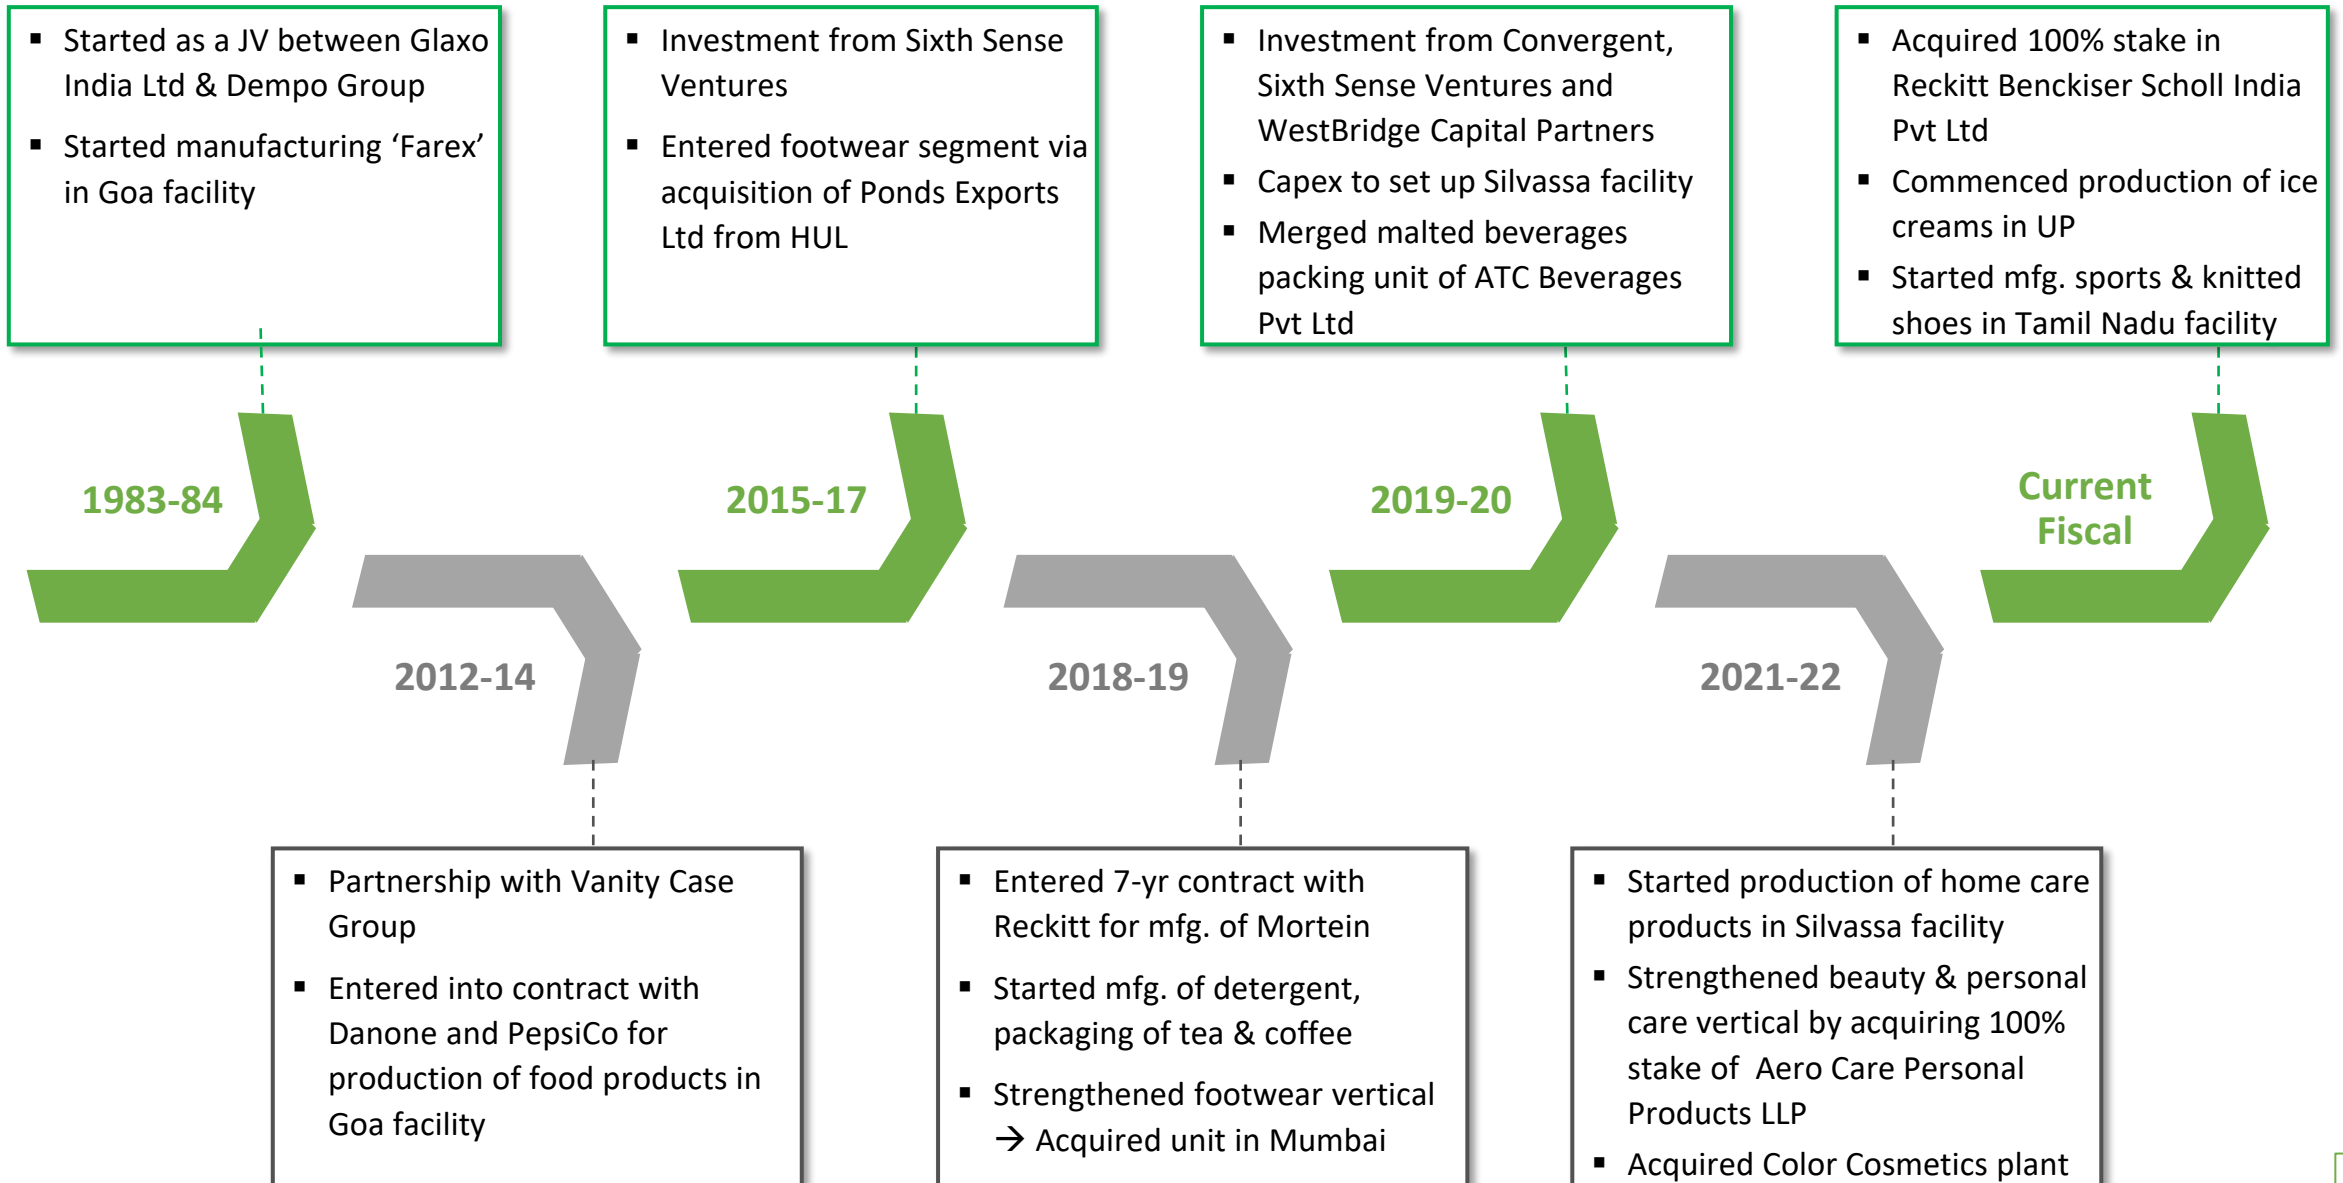 ▪ Started as a JV between Glaxo
India Ltd & Dempo Group
▪ Started manufacturing ‘Farex’
in Goa facility
▪ Investment from Sixth Sense
Ventures
▪ Entered footwear segment via
acquisition of Ponds Exports
Ltd from HUL
▪ Investment from Convergent,
Sixth Sense Ventures and
WestBridge Capital Partners
▪ Capex to set up Silvassa facility
▪ Merged malted beverages
packing unit of ATC Beverages
Pvt Ltd
▪ Acquired 100% stake in
Reckitt Benckiser Scholl India
Pvt Ltd
▪ Commenced production of ice
creams in UP
▪ Started mfg. sports & knitted
shoes in Tamil Nadu facility
1983-84
2015-17
2019-20
Current
Fiscal
2012-14
2018-19
2021-22
▪ Partnership with Vanity Case
Group
▪ Entered into contract with
Danone and PepsiCo for
production of food products in
Goa facility
▪ Entered 7-yr contract with
Reckitt for mfg. of Mortein
▪ Started mfg. of detergent,
packaging of tea & coffee
▪ Strengthened footwear vertical
→ Acquired unit in Mumbai
▪ Started production of home care
products in Silvassa facility
▪ Strengthened beauty & personal
care vertical by acquiring 100%
stake of Aero Care Personal
Products LLP
▪ Acquired Color Cosmetics plant